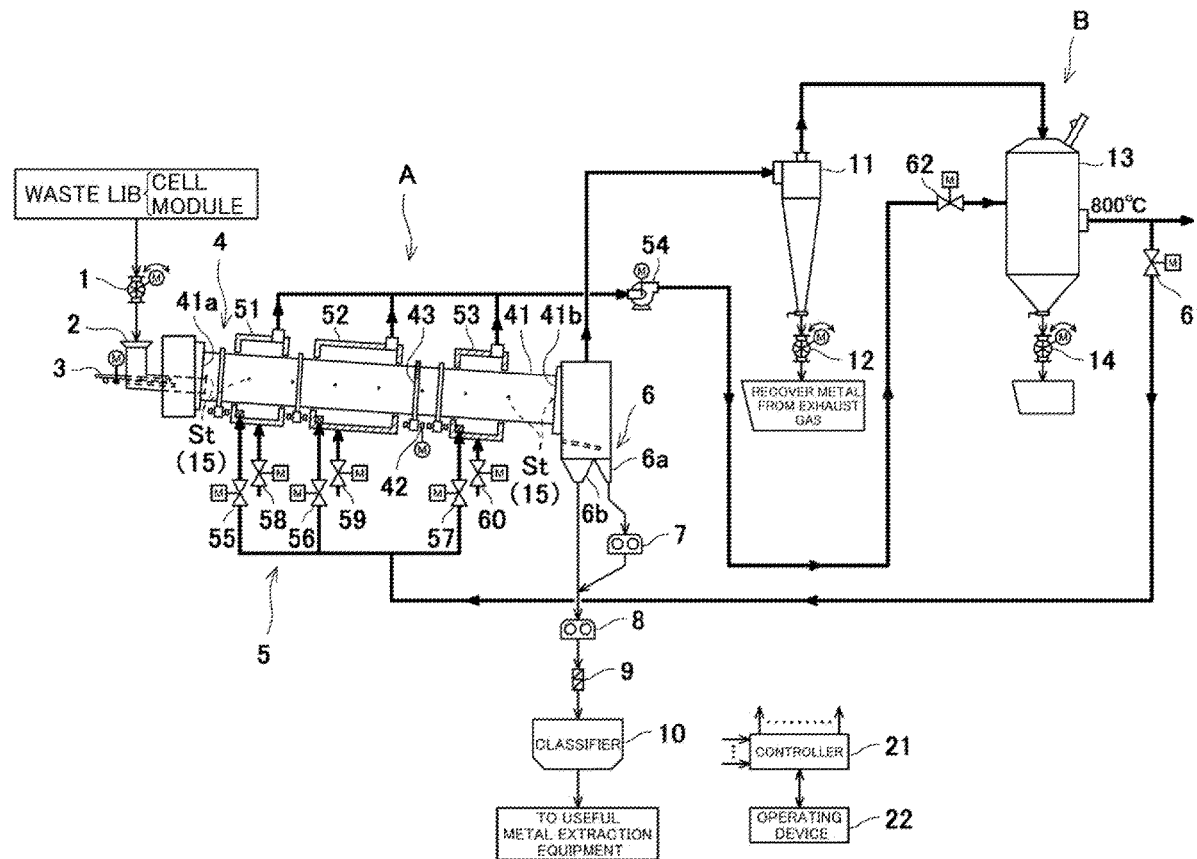 B
A
WASTE LIB
CELL
MODULE
11
13
62
M
800℃
4
54
M
1
M
41a
51
52
53
43
41
41b
M
6
2
M
3
M
12
M
14
RECOVER METAL
FROM EXHAUST
GAS
6
St
(15)
M
M
42
M
St
(15)
6a
6b
M
58
M
59
M
60
M
55
56
57
7
5
8
9
CLASSIFIER
10
CONTROLLER
21
TO USEFUL
METAL EXTRACTION
EQUIPMENT
OPERATING
DEVICE
22